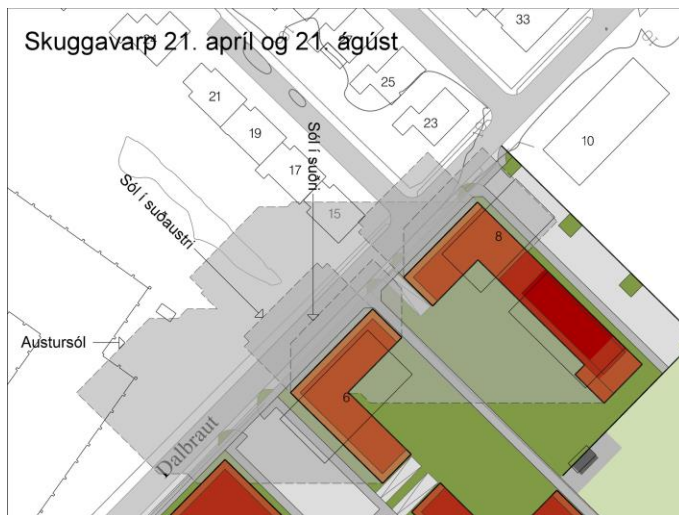 Skuggavarp 21. apríl og 21. ágúst
33
25
21
23
19
10
17
15
Sól í suðri
Sól í suðaustri
8
Austursól
6
Dalbraut